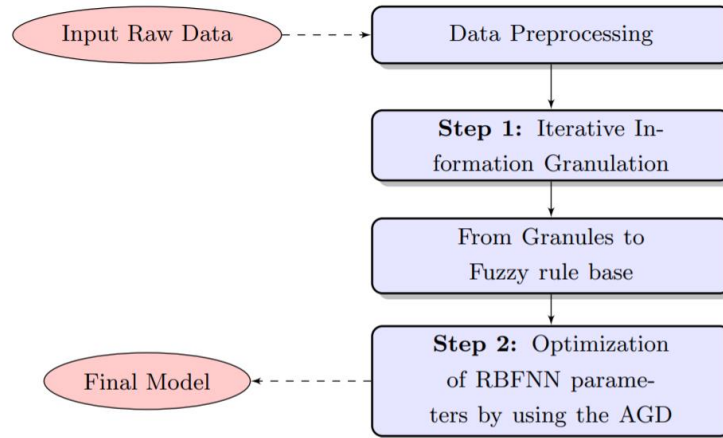 Input Raw Data
Data Preprocessing
Step 1: Iterative In-
formation Granulation
From Granules to
Fuzzy rule base
Step 2: Optimization
of RBFNN parame-
ters by using the AGD
Final Model